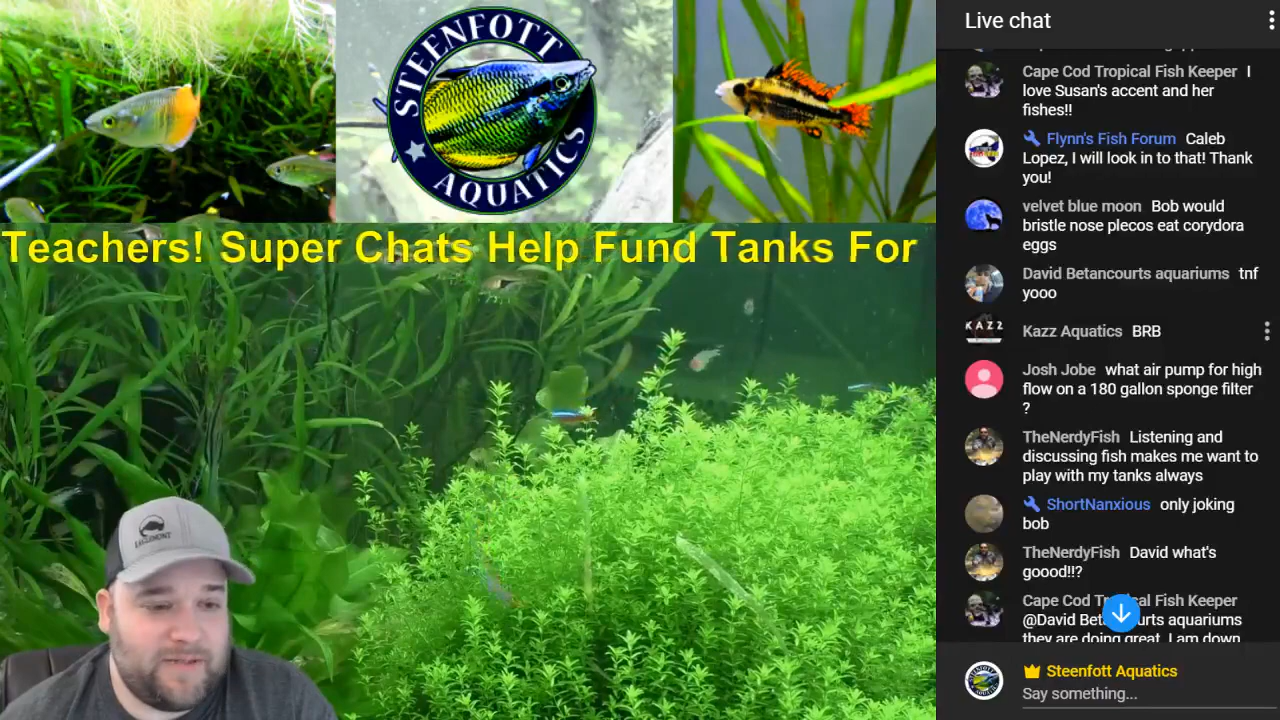 STEENFOTT
AQUATICS
Teachers! Super Chats Help Fund Tanks For
Live chat
Cape Cod Tropical Fish Keeper I
love Susan's accent and her
fishes!!
Flynn's Fish Forum Caleb
Lopez, I will look in to that! Thank
you!
velvet blue moon Bob would
bristle nose plecos eat corydora
eggs
David Betancourts aquariums tnf
yooo
KAZZ
Kazz Aquatics BRB
Josh Jobe what air pump for high
flow on a 180 gallon sponge filter
?
TheNerdyFish Listening and
discussing fish makes me want to
play with my tanks always
ShortNanxious only joking
bob
TheNerdyFish David what's
goood!!?
Cape Cod Tropical Fish Keeper
@David Betancourts aquariums
they are doing great. I am down
Steenfott Aquatics
Say something...